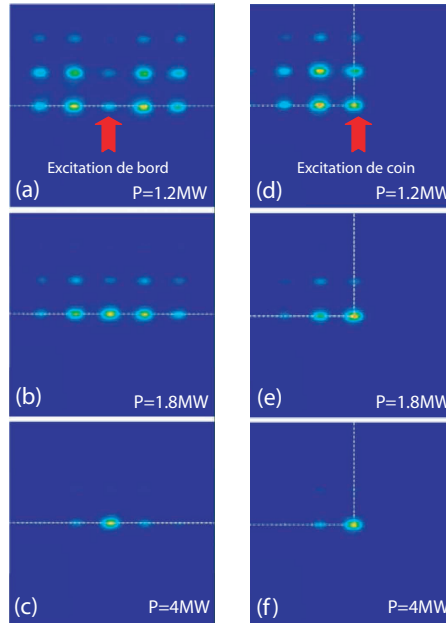 Excitation de bord
(a) P=1.2MW
(b) P=1.8MW
(c) P=4MW
Excitation de coin
(d) P=1.2MW
(e) P=1.8MW
(f) P=4MW